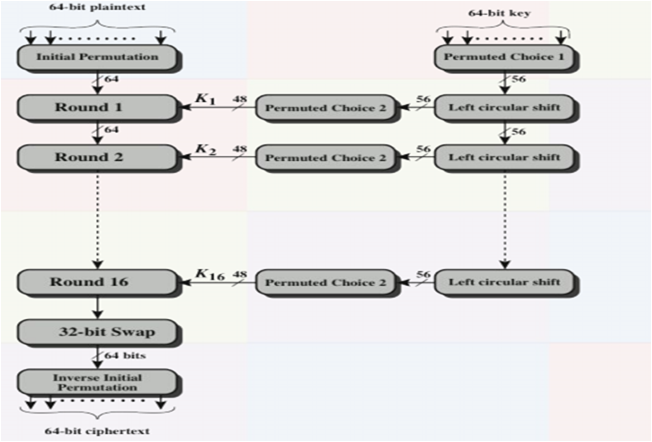 64-bit plaintext
64-bit key
Initial Permutation
Permuted Choice 1
64
56
Round 1
K1
48
Permuted Choice 2
56
Left circular shift
64
56
Round 2
K2
48
Permuted Choice 2
56
Left circular shift
Round 16
K16
48
Permuted Choice 2
56
Left circular shift
32-bit Swap
64 bits
Inverse Initial
Permutation
64-bit ciphertext